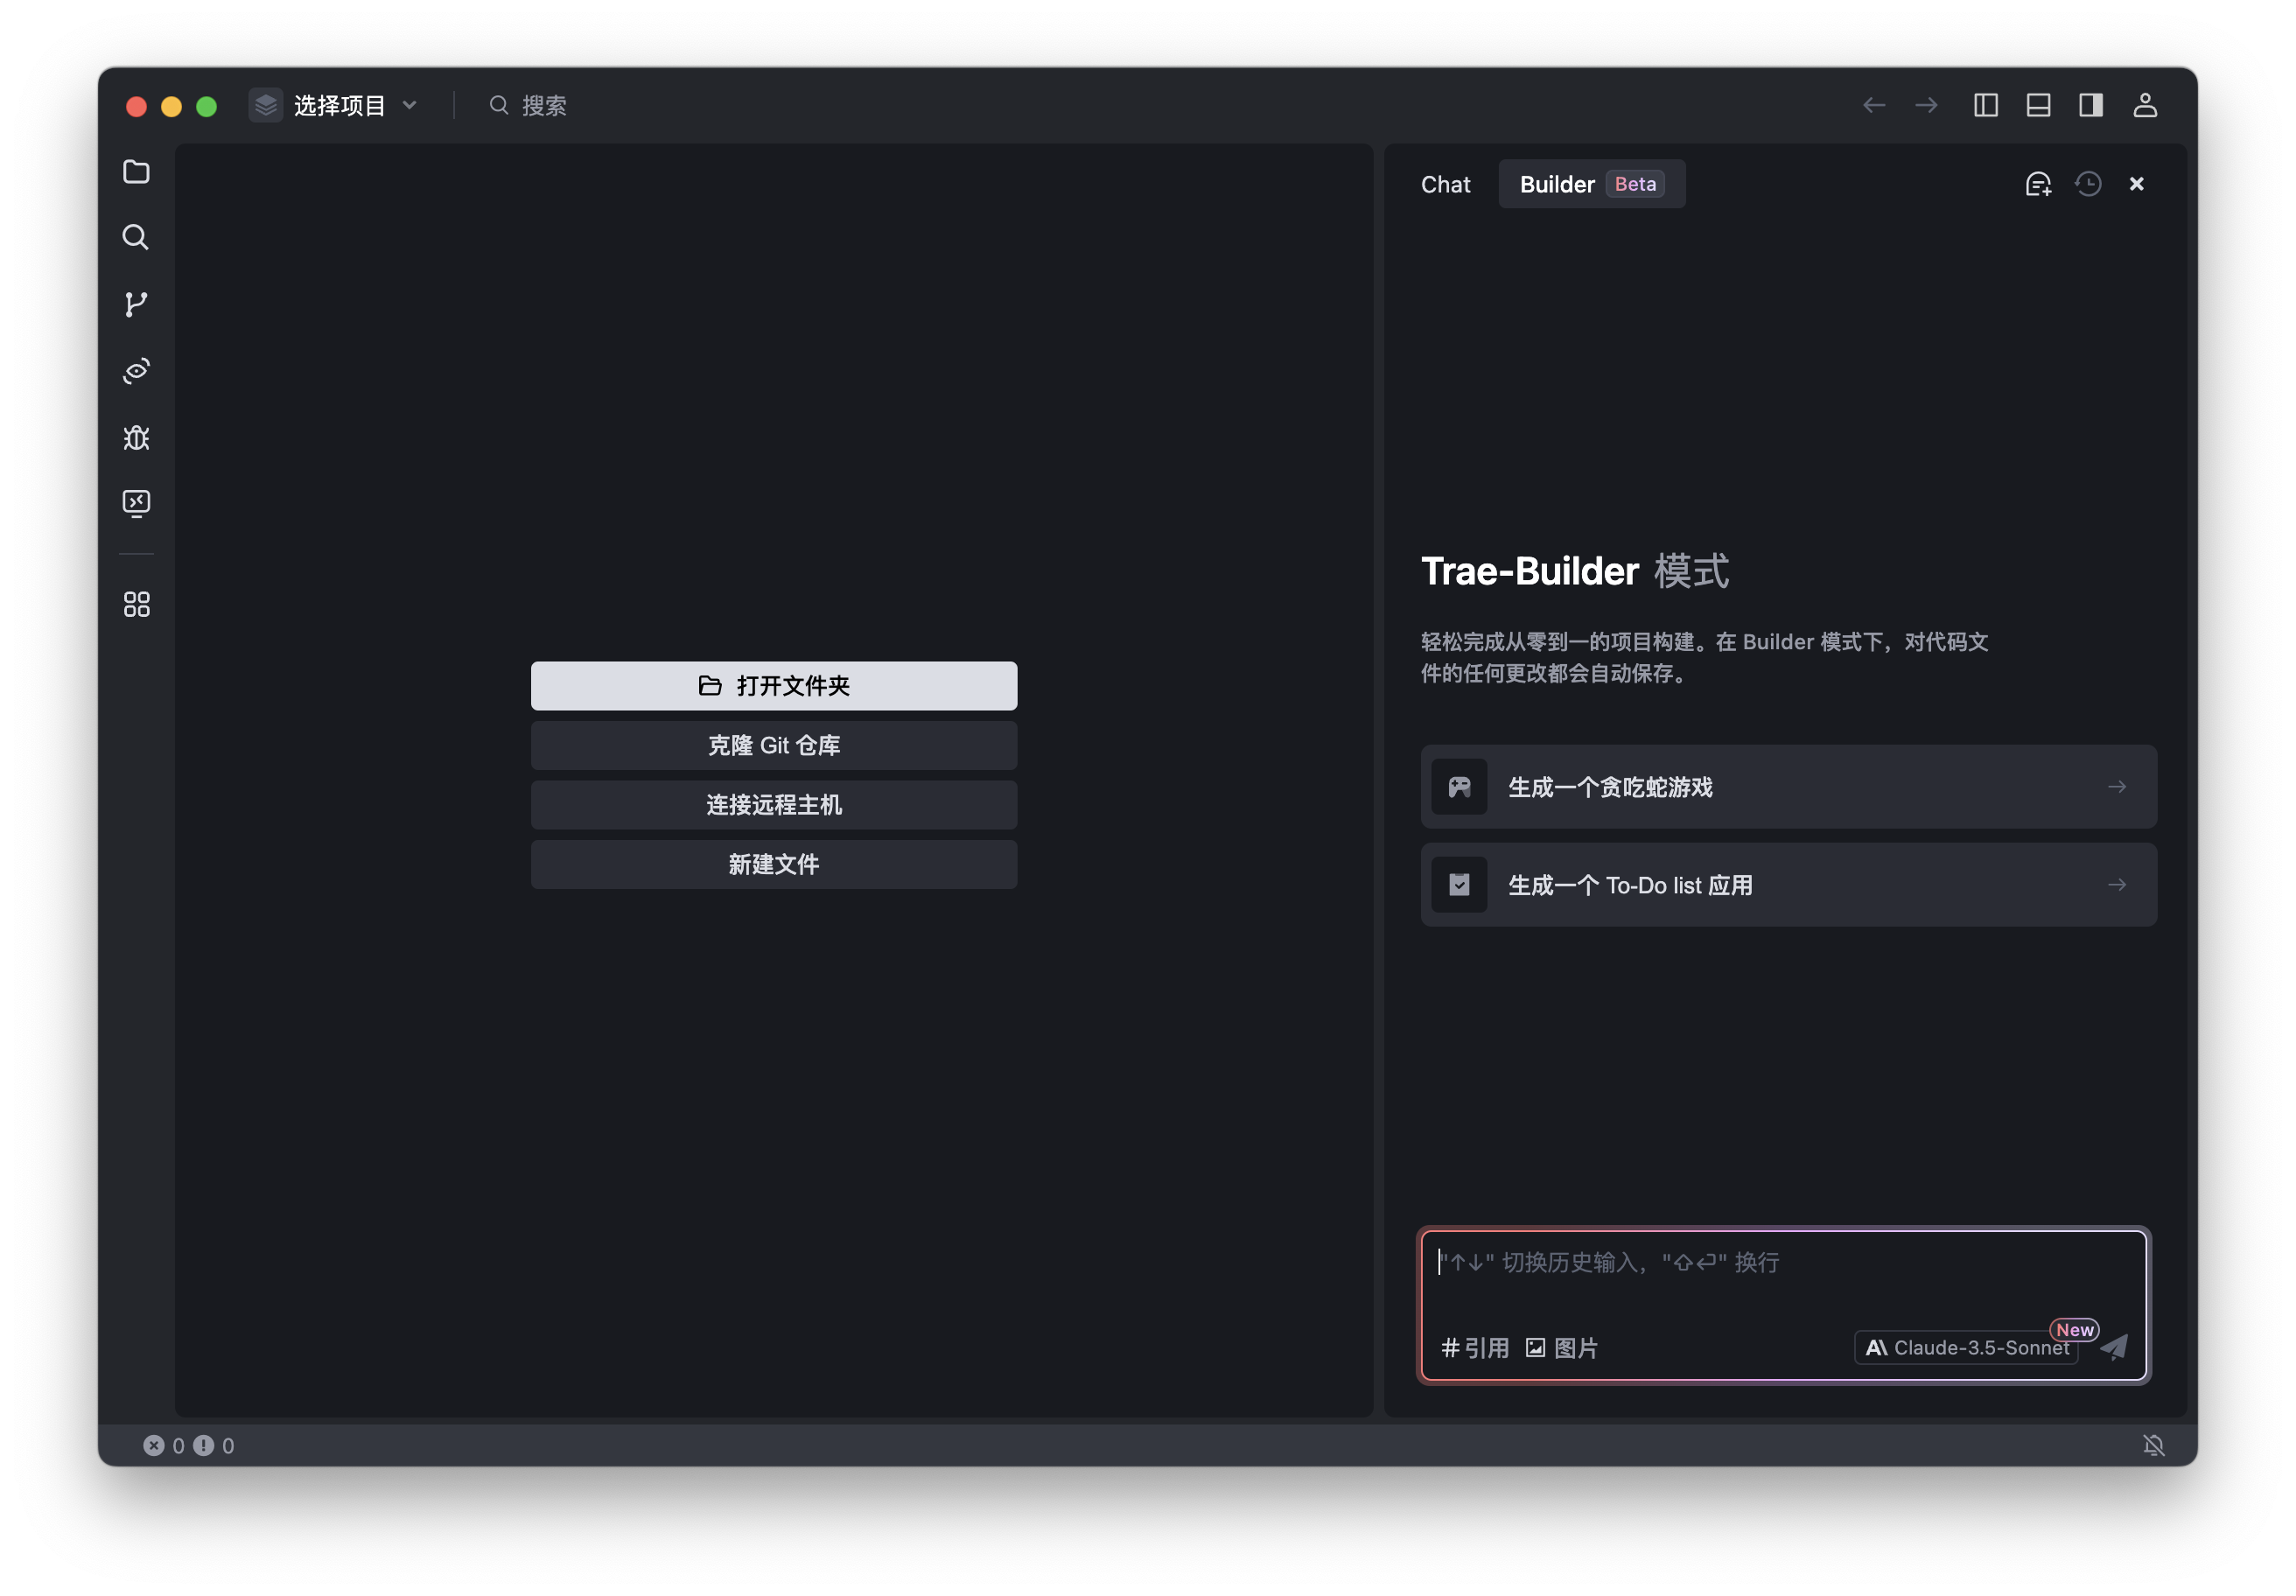 选择项目
搜索
Chat
Builder Beta
打开文件夹
克隆 Git 仓库
连接远程主机
新建文件
Trae-Builder 模式
轻松完成从零到一的项目构建。在 Builder 模式下，对代码文
件的任何更改都会自动保存。
生成一个贪吃蛇游戏
生成一个 To-Do list 应用
"↑↓" 切换历史输入，"⇧⏎" 换行
#引用 图片
Claude-3.5-Sonnet
New
0 0